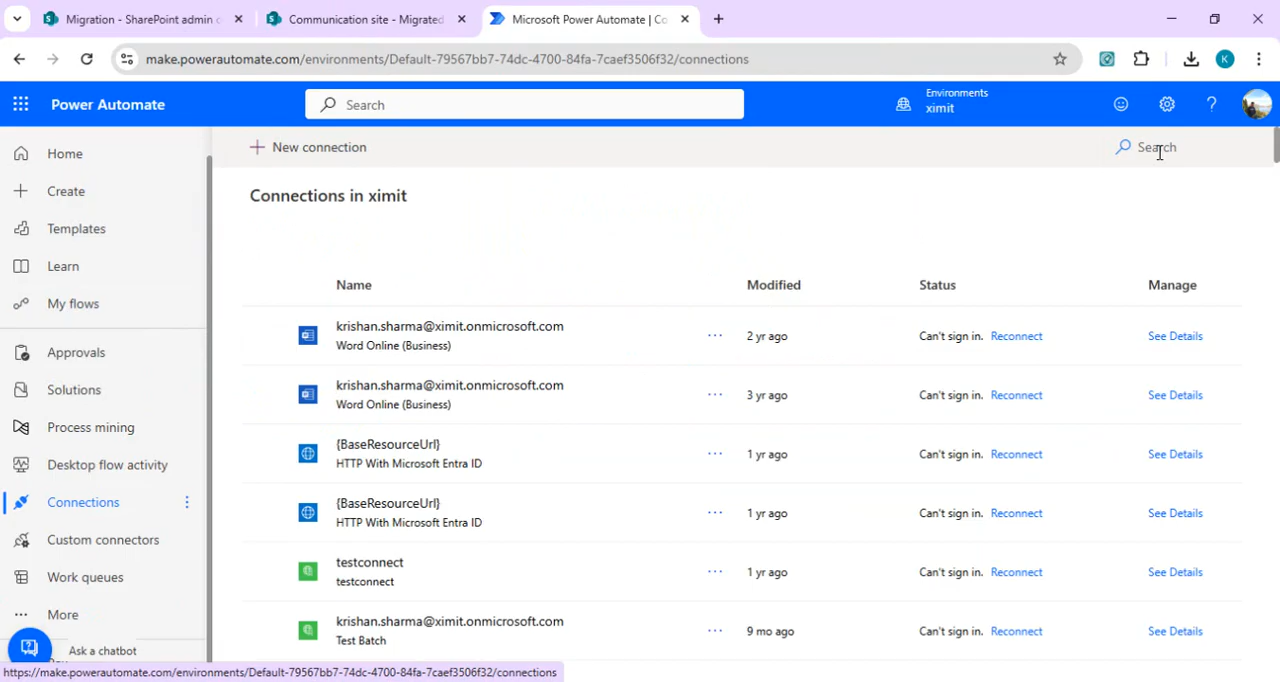 Migration - SharePoint admin c
Communication site - Migrated
Microsoft Power Automate | Co
make.powerautomate.com/environments/Default-79567bb7-74dc-4700-84fa-7caef3506f32/connections
K
Power Automate
Search
Environments
ximit
Home
Create
Templates
Learn
My flows
Approvals
Solutions
Process mining
Desktop flow activity
Connections
Custom connectors
Work queues
More
Ask a chatbot
New connection
Search
Connections in ximit
Name Modified Status Manage
krishan.sharma@ximit.onmicrosoft.com
Word Online (Business)
2 yr ago Can't sign in. Reconnect See Details
krishan.sharma@ximit.onmicrosoft.com
Word Online (Business)
3 yr ago Can't sign in. Reconnect See Details
{BaseResourceUrl}
HTTP With Microsoft Entra ID
1 yr ago Can't sign in. Reconnect See Details
{BaseResourceUrl}
HTTP With Microsoft Entra ID
1 yr ago Can't sign in. Reconnect See Details
testconnect
testconnect
1 yr ago Can't sign in. Reconnect See Details
krishan.sharma@ximit.onmicrosoft.com
Test Batch
9 mo ago Can't sign in. Reconnect See Details
https://make.powerautomate.com/environments/Default-79567bb7-74dc-4700-84fa-7caef3506f32/connections